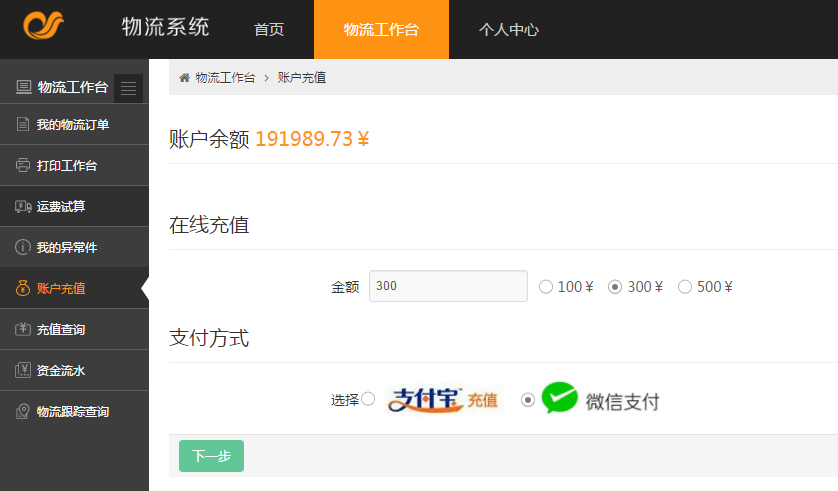 物流系统 首页 物流工作台 个人中心
物流工作台
我的物流订单
打印工作台
运费试算
我的异常件
账户充值
充值查询
资金流水
物流跟踪查询
物流工作台 > 账户充值
账户余额 191989.73 ¥
在线充值
金额 300 100 ¥ 300 ¥ 500 ¥
支付方式
选择 支付宝 充值 微信支付
下一步